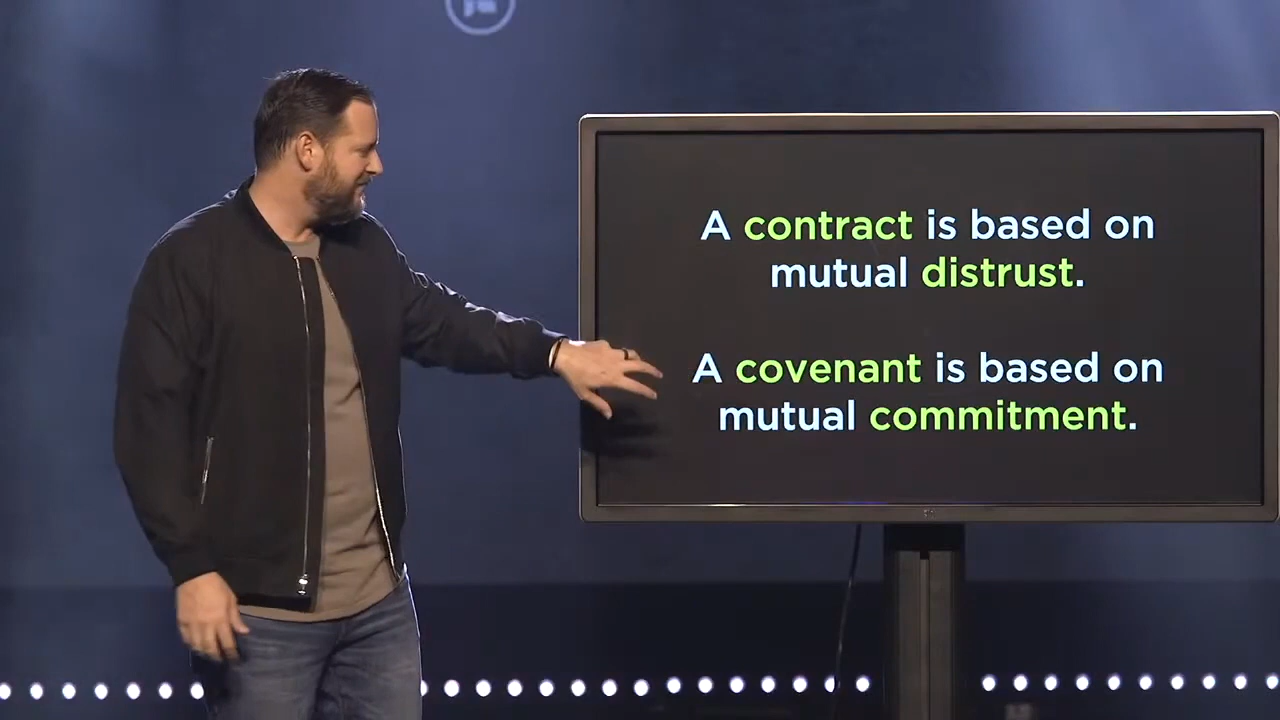 A contract is based on
mutual distrust.
A covenant is based on
mutual commitment.